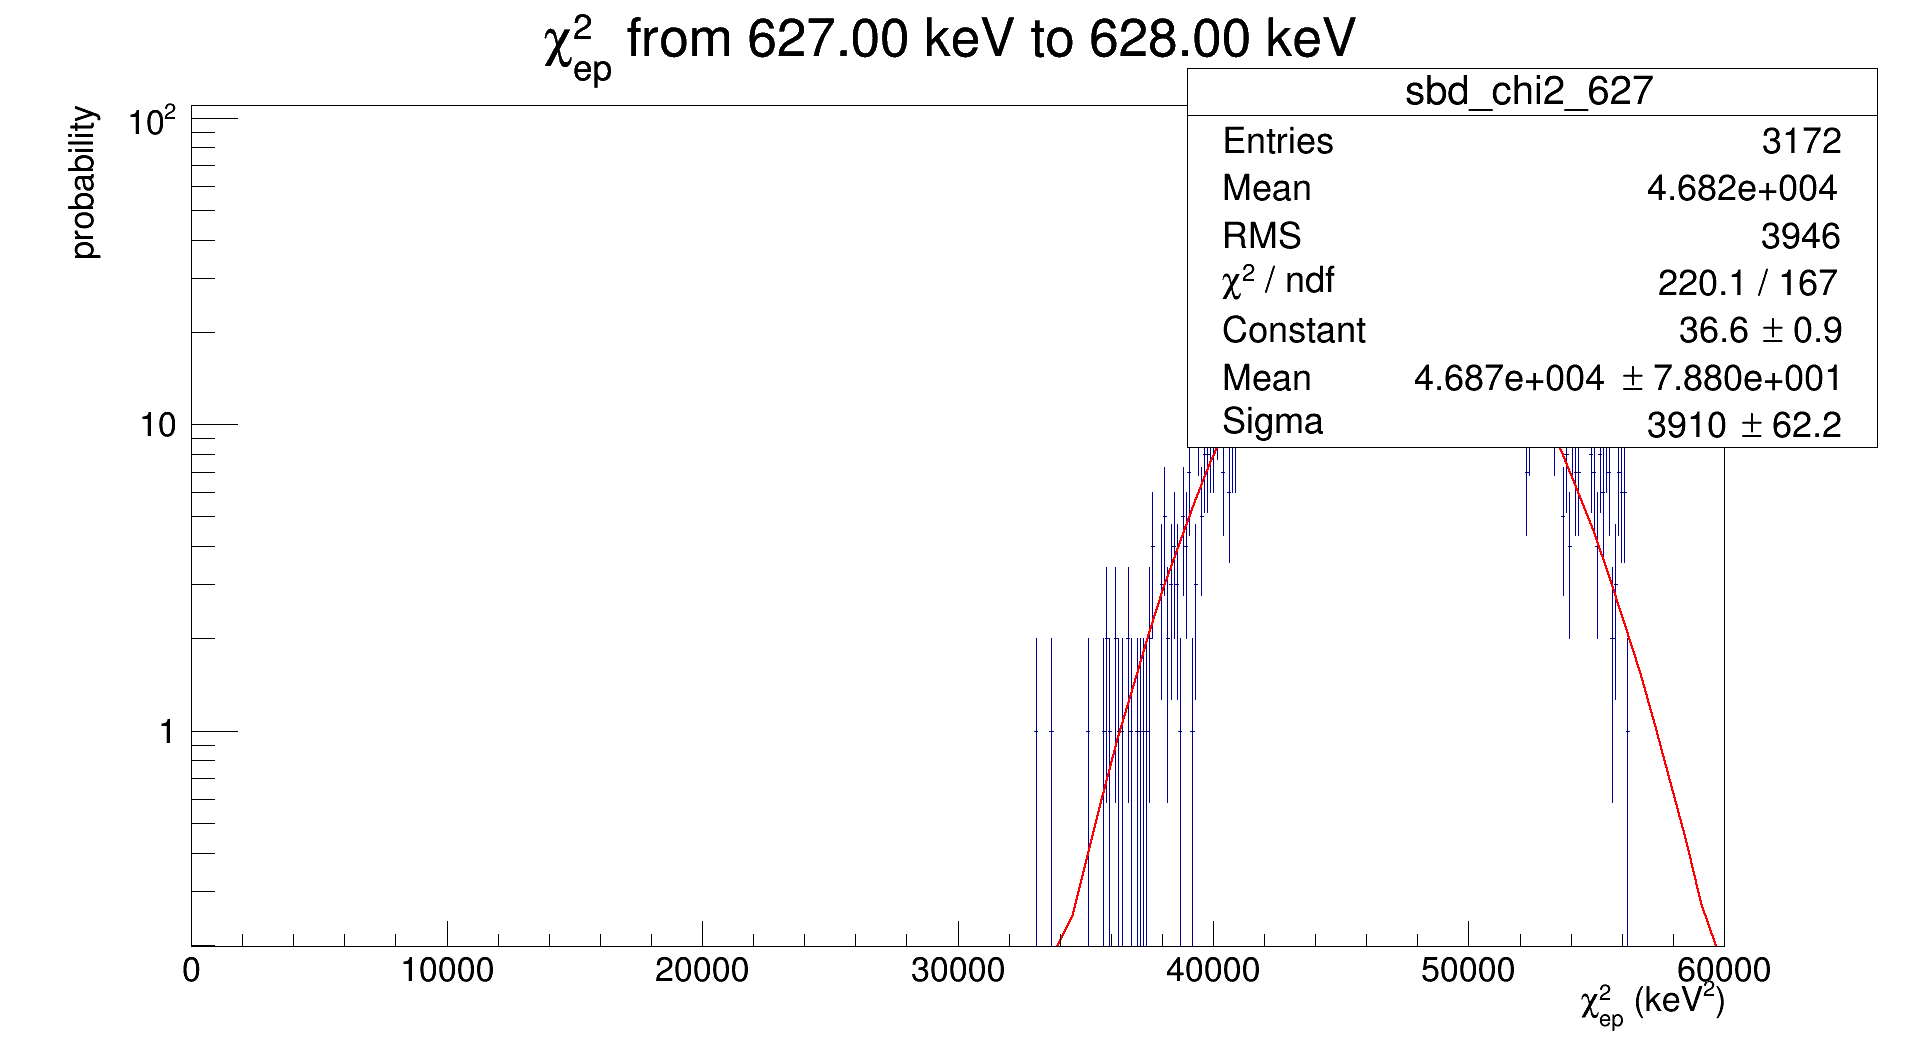 χ²ep from 627.00 keV to 628.00 keV
sbd_chi2_627
Entries 3172
Mean 4.682e+004
RMS 3946
χ² / ndf 220.1 / 167
Constant 36.6 ± 0.9
Mean 4.687e+004 ± 7.880e+001
Sigma 3910 ± 62.2
probability
10²
10
1
0 10000 20000 30000 40000 50000 60000
χ²ep (keV²)